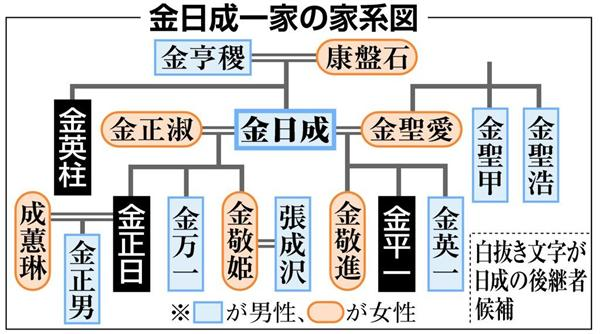 金日成一家の家系図
金亨稷
康盤石
金英柱
金正淑
金日成
金聖愛
金聖甲
金聖浩
成蕙琳
金正男
金正日
金万一
金敬姫
張成沢
金敬進
金平一
金英一
白抜き文字が
日成の後継者
候補
※が男性、が女性